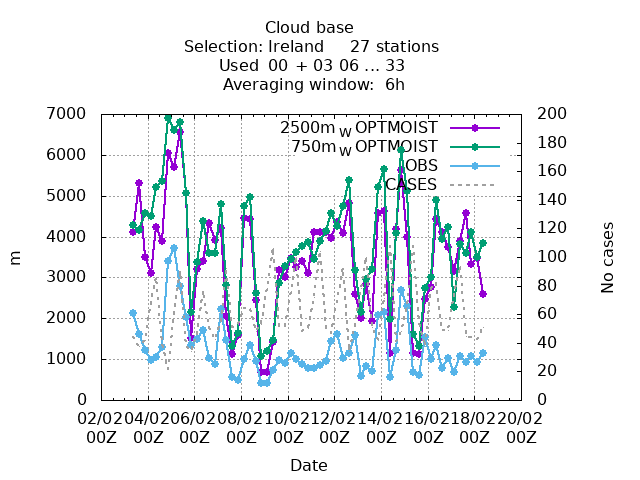 Cloud base
Selection: Ireland 27 stations
Used 00 + 03 06 ... 33
Averaging window: 6h
7000 200
2500m W OPTMOIST
750m W OPTMOIST
OBS
CASES
6000 180
5000 160
4000 140
3000 120
2000 100
1000 80
0 60
40
20
0
m
No cases
02/02 04/02 06/02 08/02 10/02 12/02 14/02 16/02 18/02 20/02
00Z 00Z 00Z 00Z 00Z 00Z 00Z 00Z 00Z 00Z
Date